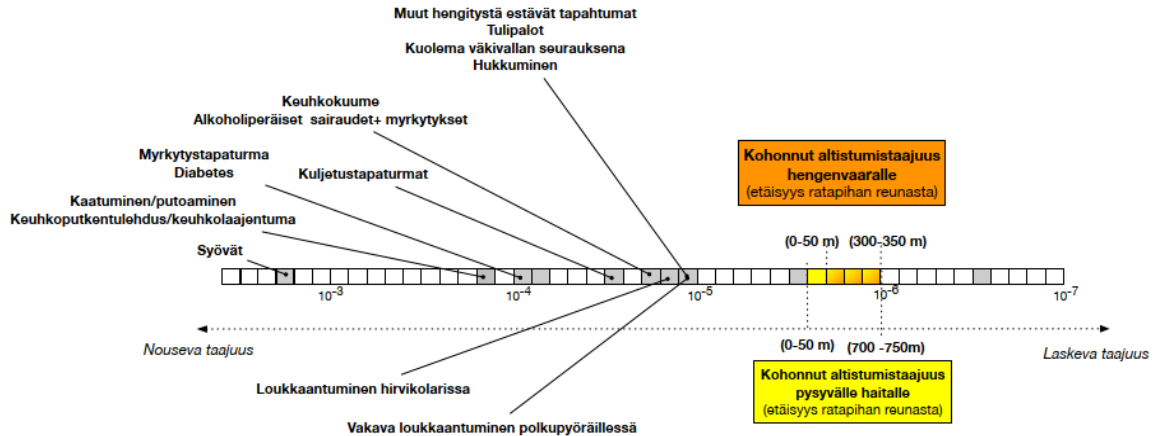 Muut hengitystä estävät tapahtumat
Tulipalot
Kuolema väkivallan seurauksena
Hukkuminen
Keuhkokuume
Alkoholiperäiset sairaudet+ myrkytykset
Myrkytystapaturma
Diabetes
Kuljetustapaturmat
Kaatuminen/putoaminen
Keuhkoputkentulehdus/keuhkolaajentuma
Syövät
Kohonnut altistumistaajuus
hengenvaaralle
(etäisyys ratapihan reunasta)
(0-50 m) (300-350 m)
10-3 10-4 10-5 10-6 10-7
Nouseva taajuus
(0-50 m) (700 -750m)
Laskeva taajuus
Kohonnut altistumistaajuus
pysyvälle haitalle
(etäisyys ratapihan reunasta)
Loukkaantuminen hirvikolarissa
Vakava loukkaantuminen polkupyöräillessä